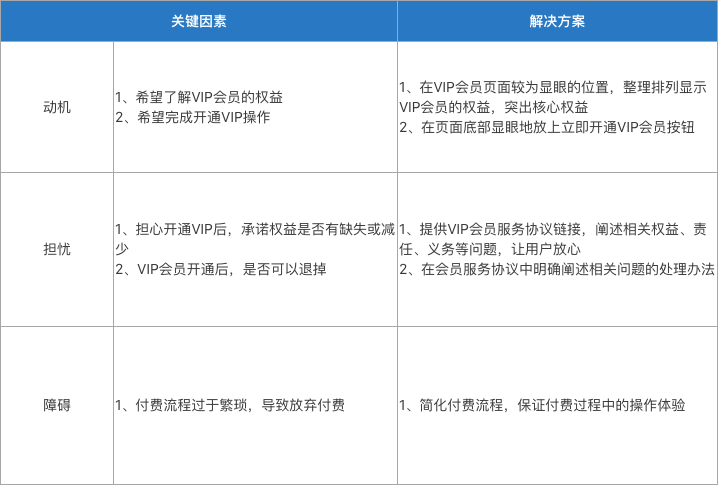 关键因素
解决方案
动机
1、希望了解VIP会员的权益
2、希望完成开通VIP操作
1、在VIP会员页面较为显眼的位置，整理排列显示
VIP会员的权益，突出核心权益
2、在页面底部显眼地放上立即开通VIP会员按钮
担忧
1、担心开通VIP后，承诺权益是否有缺失或减
少
2、VIP会员开通后，是否可以退掉
1、提供VIP会员服务协议链接，阐述相关权益、责
任、义务等问题，让用户放心
2、在会员服务协议中明确阐述相关问题的处理办法
障碍
1、付费流程过于繁琐，导致放弃付费
1、简化付费流程，保证付费过程中的操作体验